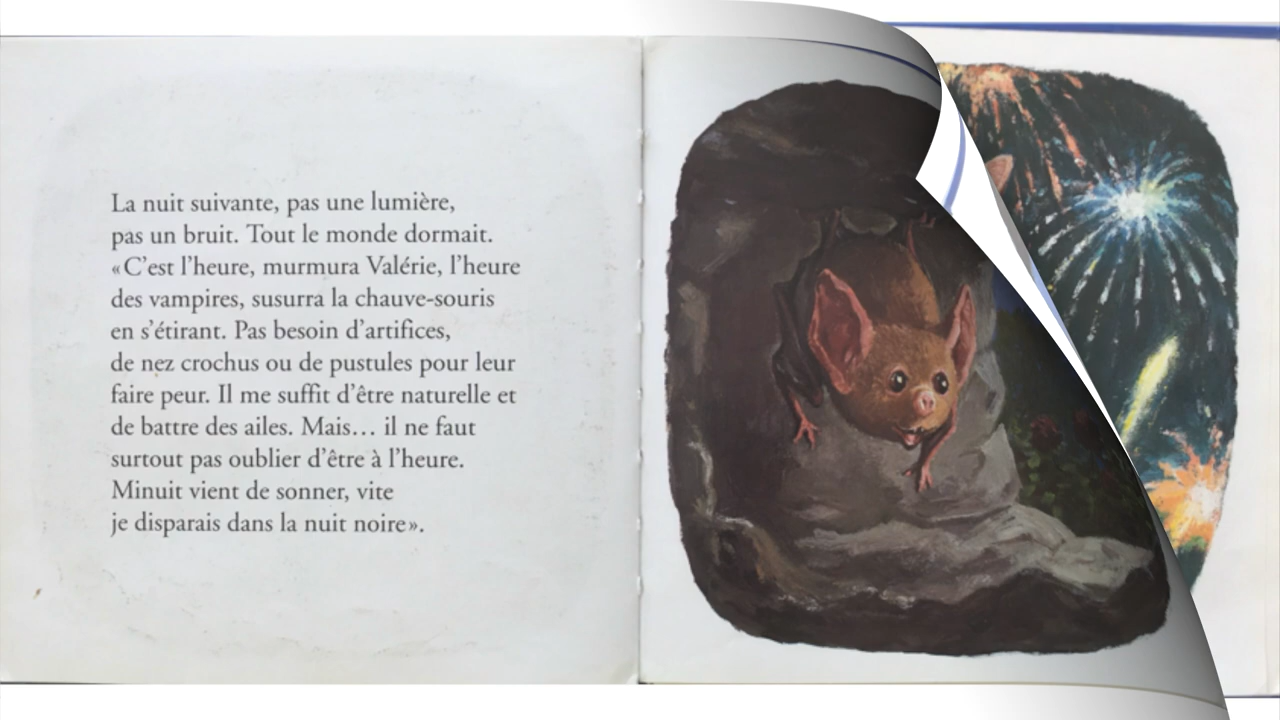 La nuit suivante, pas une lumière,
pas un bruit. Tout le monde dormait.
«C’est l’heure, murmura Valérie, l’heure
des vampires, susurra la chauve-souris
en s’étirant. Pas besoin d’artifices,
de nez crochus ou de pustules pour leur
faire peur. Il me suffit d’être naturelle et
de battre des ailes. Mais… il ne faut
surtout pas oublier d’être à l’heure.
Minuit vient de sonner, vite
je disparais dans la nuit noire».